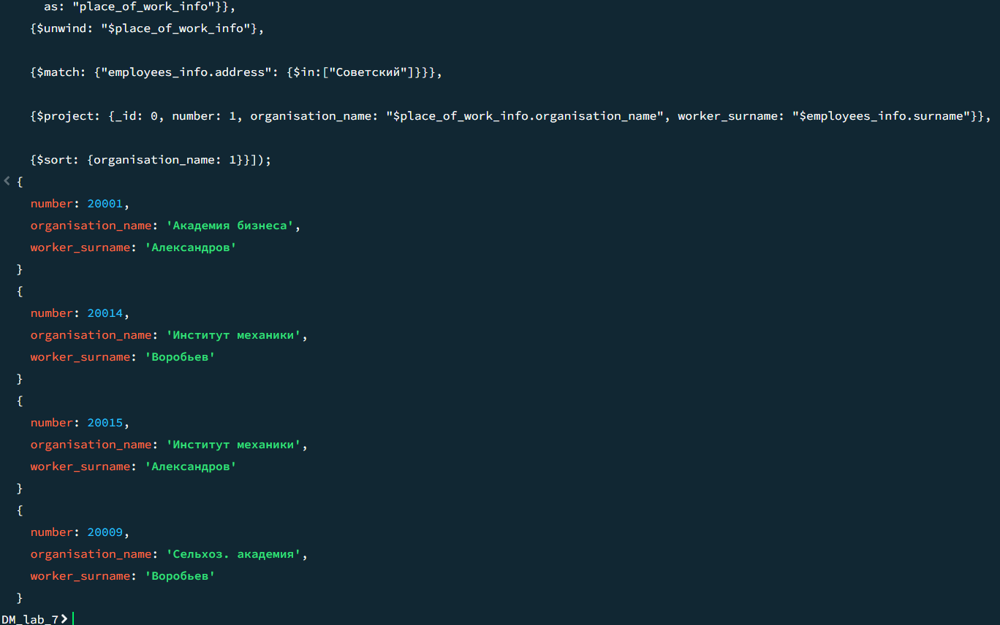 as: "place_of_work_info"}},
{$unwind: "$place_of_work_info"},
{$match: {"employees_info.address": {$in:["Советский"]}}},
{$project: {_id: 0, number: 1, organisation_name: "$place_of_work_info.organisation_name", worker_surname: "$employees_info.surname"}},
{$sort: {organisation_name: 1}}]);
< {
number: 20001,
organisation_name: 'Академия бизнеса',
worker_surname: 'Александров'
}
{
number: 20014,
organisation_name: 'Институт механики',
worker_surname: 'Воробьев'
}
{
number: 20015,
organisation_name: 'Институт механики',
worker_surname: 'Александров'
}
{
number: 20009,
organisation_name: 'Сельхоз. академия',
worker_surname: 'Воробьев'
}
DM_lab_7>